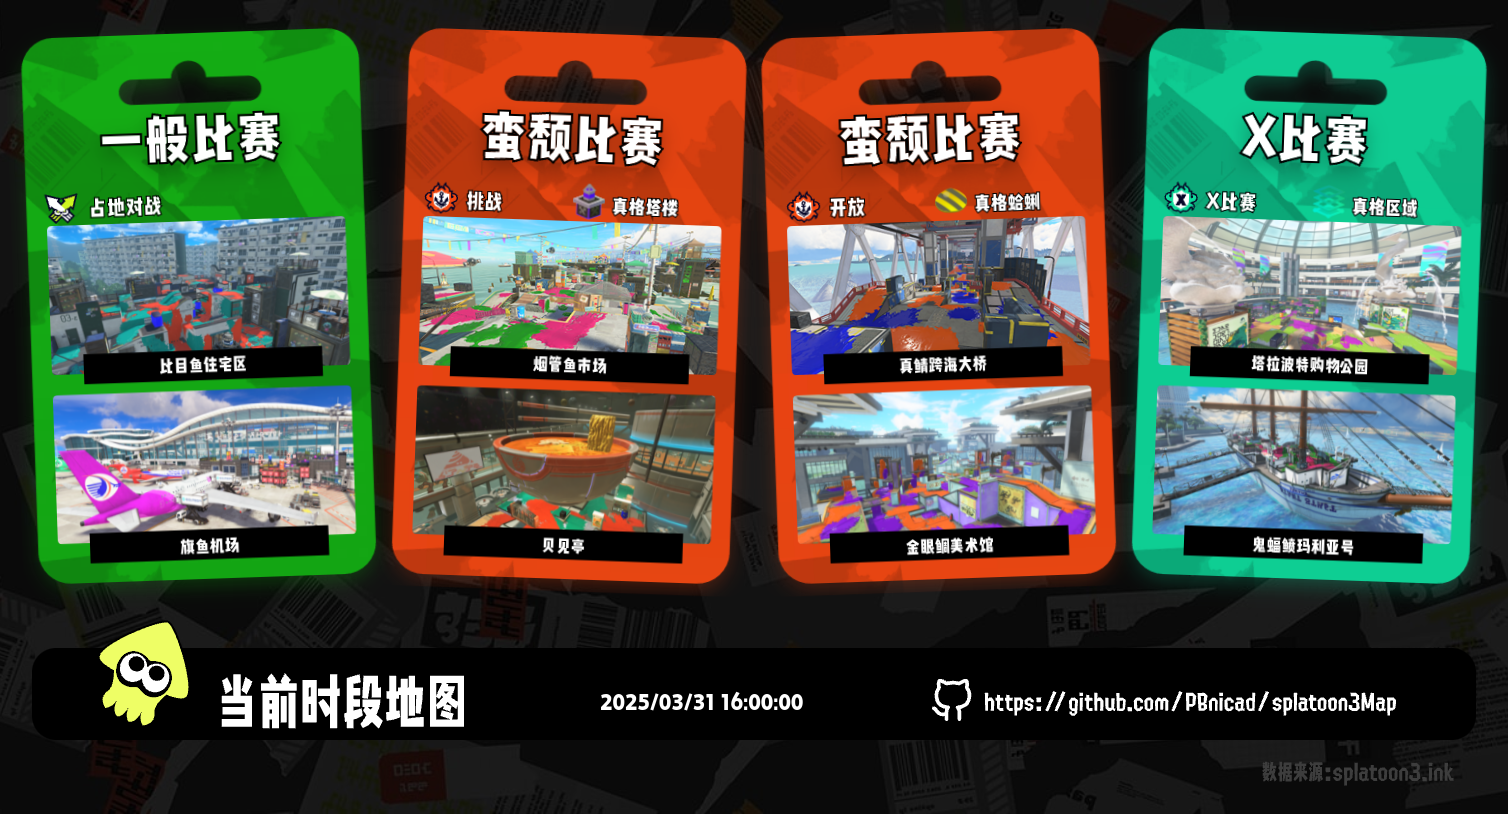 一般比赛
占地对战
比目鱼住宅区
旗鱼机场
蛮颓比赛
挑战
真格塔楼
烟管鱼市场
贝见亭
蛮颓比赛
开放
真格蛤蜊
真鲭跨海大桥
金眼鲷美术馆
X比赛
X比赛
真格区域
塔拉波特购物公园
鬼蝠鲼玛利亚号
当前时段地图
2025/03/31 16:00:00
https://github.com/PBnicad/splatoon3Map
数据来源:splatoon3.ink